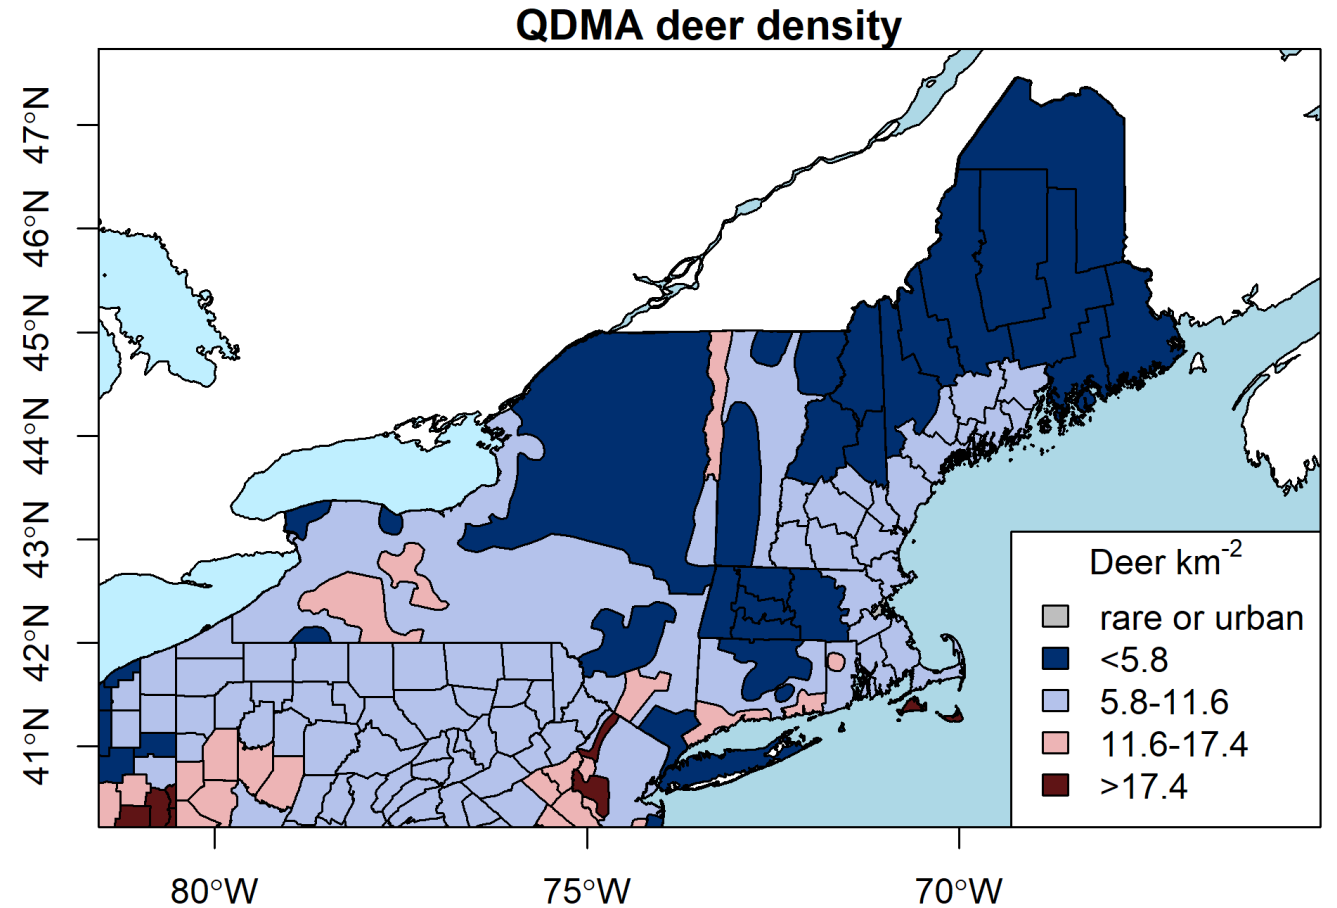 QDMA deer density
47°N
46°N
45°N
44°N
43°N
42°N
41°N
Deer km⁻²
rare or urban
<5.8
5.8-11.6
11.6-17.4
>17.4
80°W
75°W
70°W